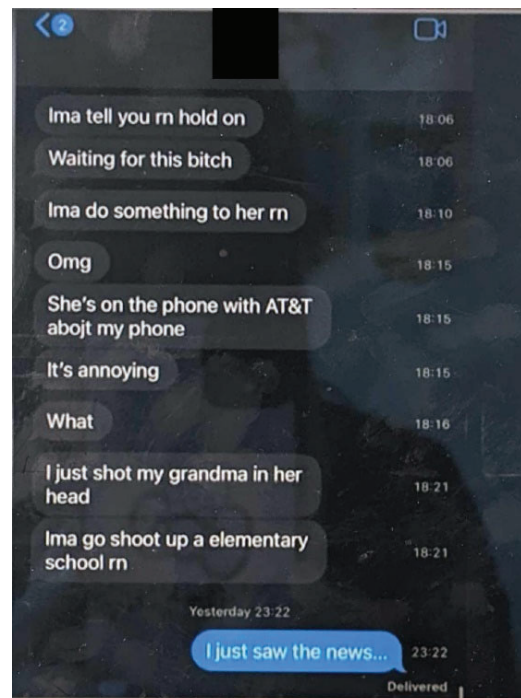 2
Ima tell you rn hold on
18:06
Waiting for this bitch
18:06
Ima do something to her rn
18:10
Omg
18:15
She's on the phone with AT&T
abojt my phone
18:15
It's annoying
18:15
What
18:16
I just shot my grandma in her
head
18:21
Ima go shoot up a elementary
school rn
18:21
Yesterday 23:22
I just saw the news...
23:22
Delivered